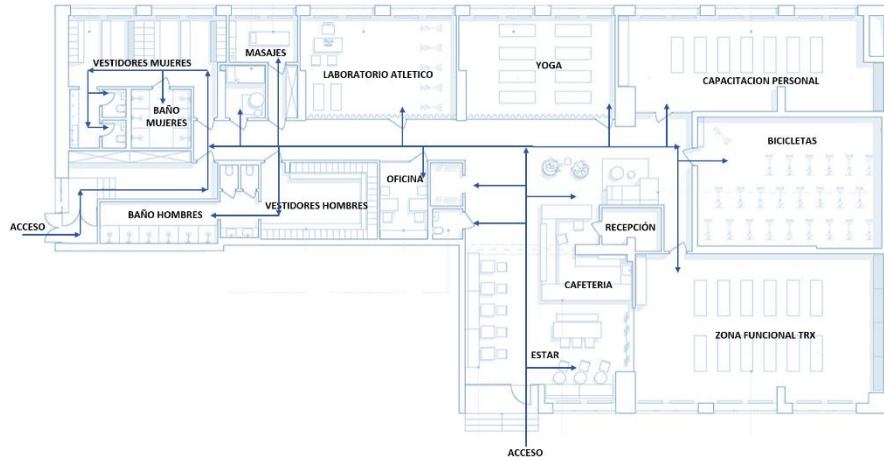 VESTIDORES MUJERES
MASAJES
LABORATORIO ATLETICO
YOGA
CAPACITACION PERSONAL
BAÑO
MUJERES
BICICLETAS
OFICINA
VESTIDORES HOMBRES
BAÑO HOMBRES
ACCESO
RECEPCIÓN
CAFETERIA
ZONA FUNCIONAL TRX
ESTAR
ACCESO